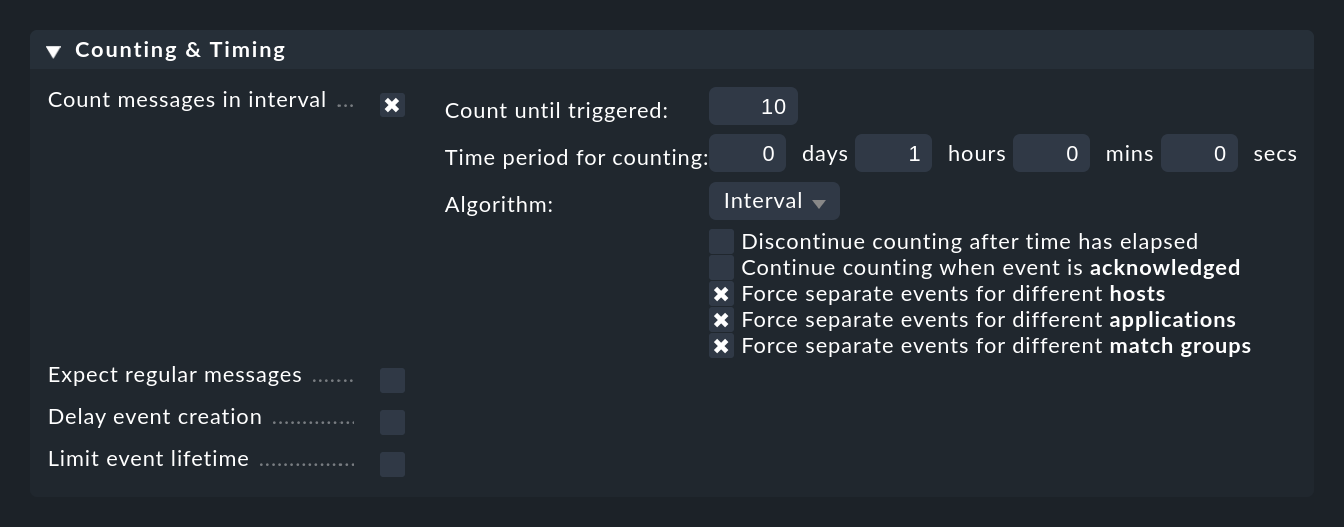 Counting & Timing
Count messages in interval ...
Count until triggered: 10
Time period for counting: 0 days 1 hours 0 mins 0 secs
Algorithm: Interval
Discontinue counting after time has elapsed
Continue counting when event is acknowledged
Force separate events for different hosts
Force separate events for different applications
Force separate events for different match groups
Expect regular messages .......
Delay event creation ..............
Limit event lifetime ................